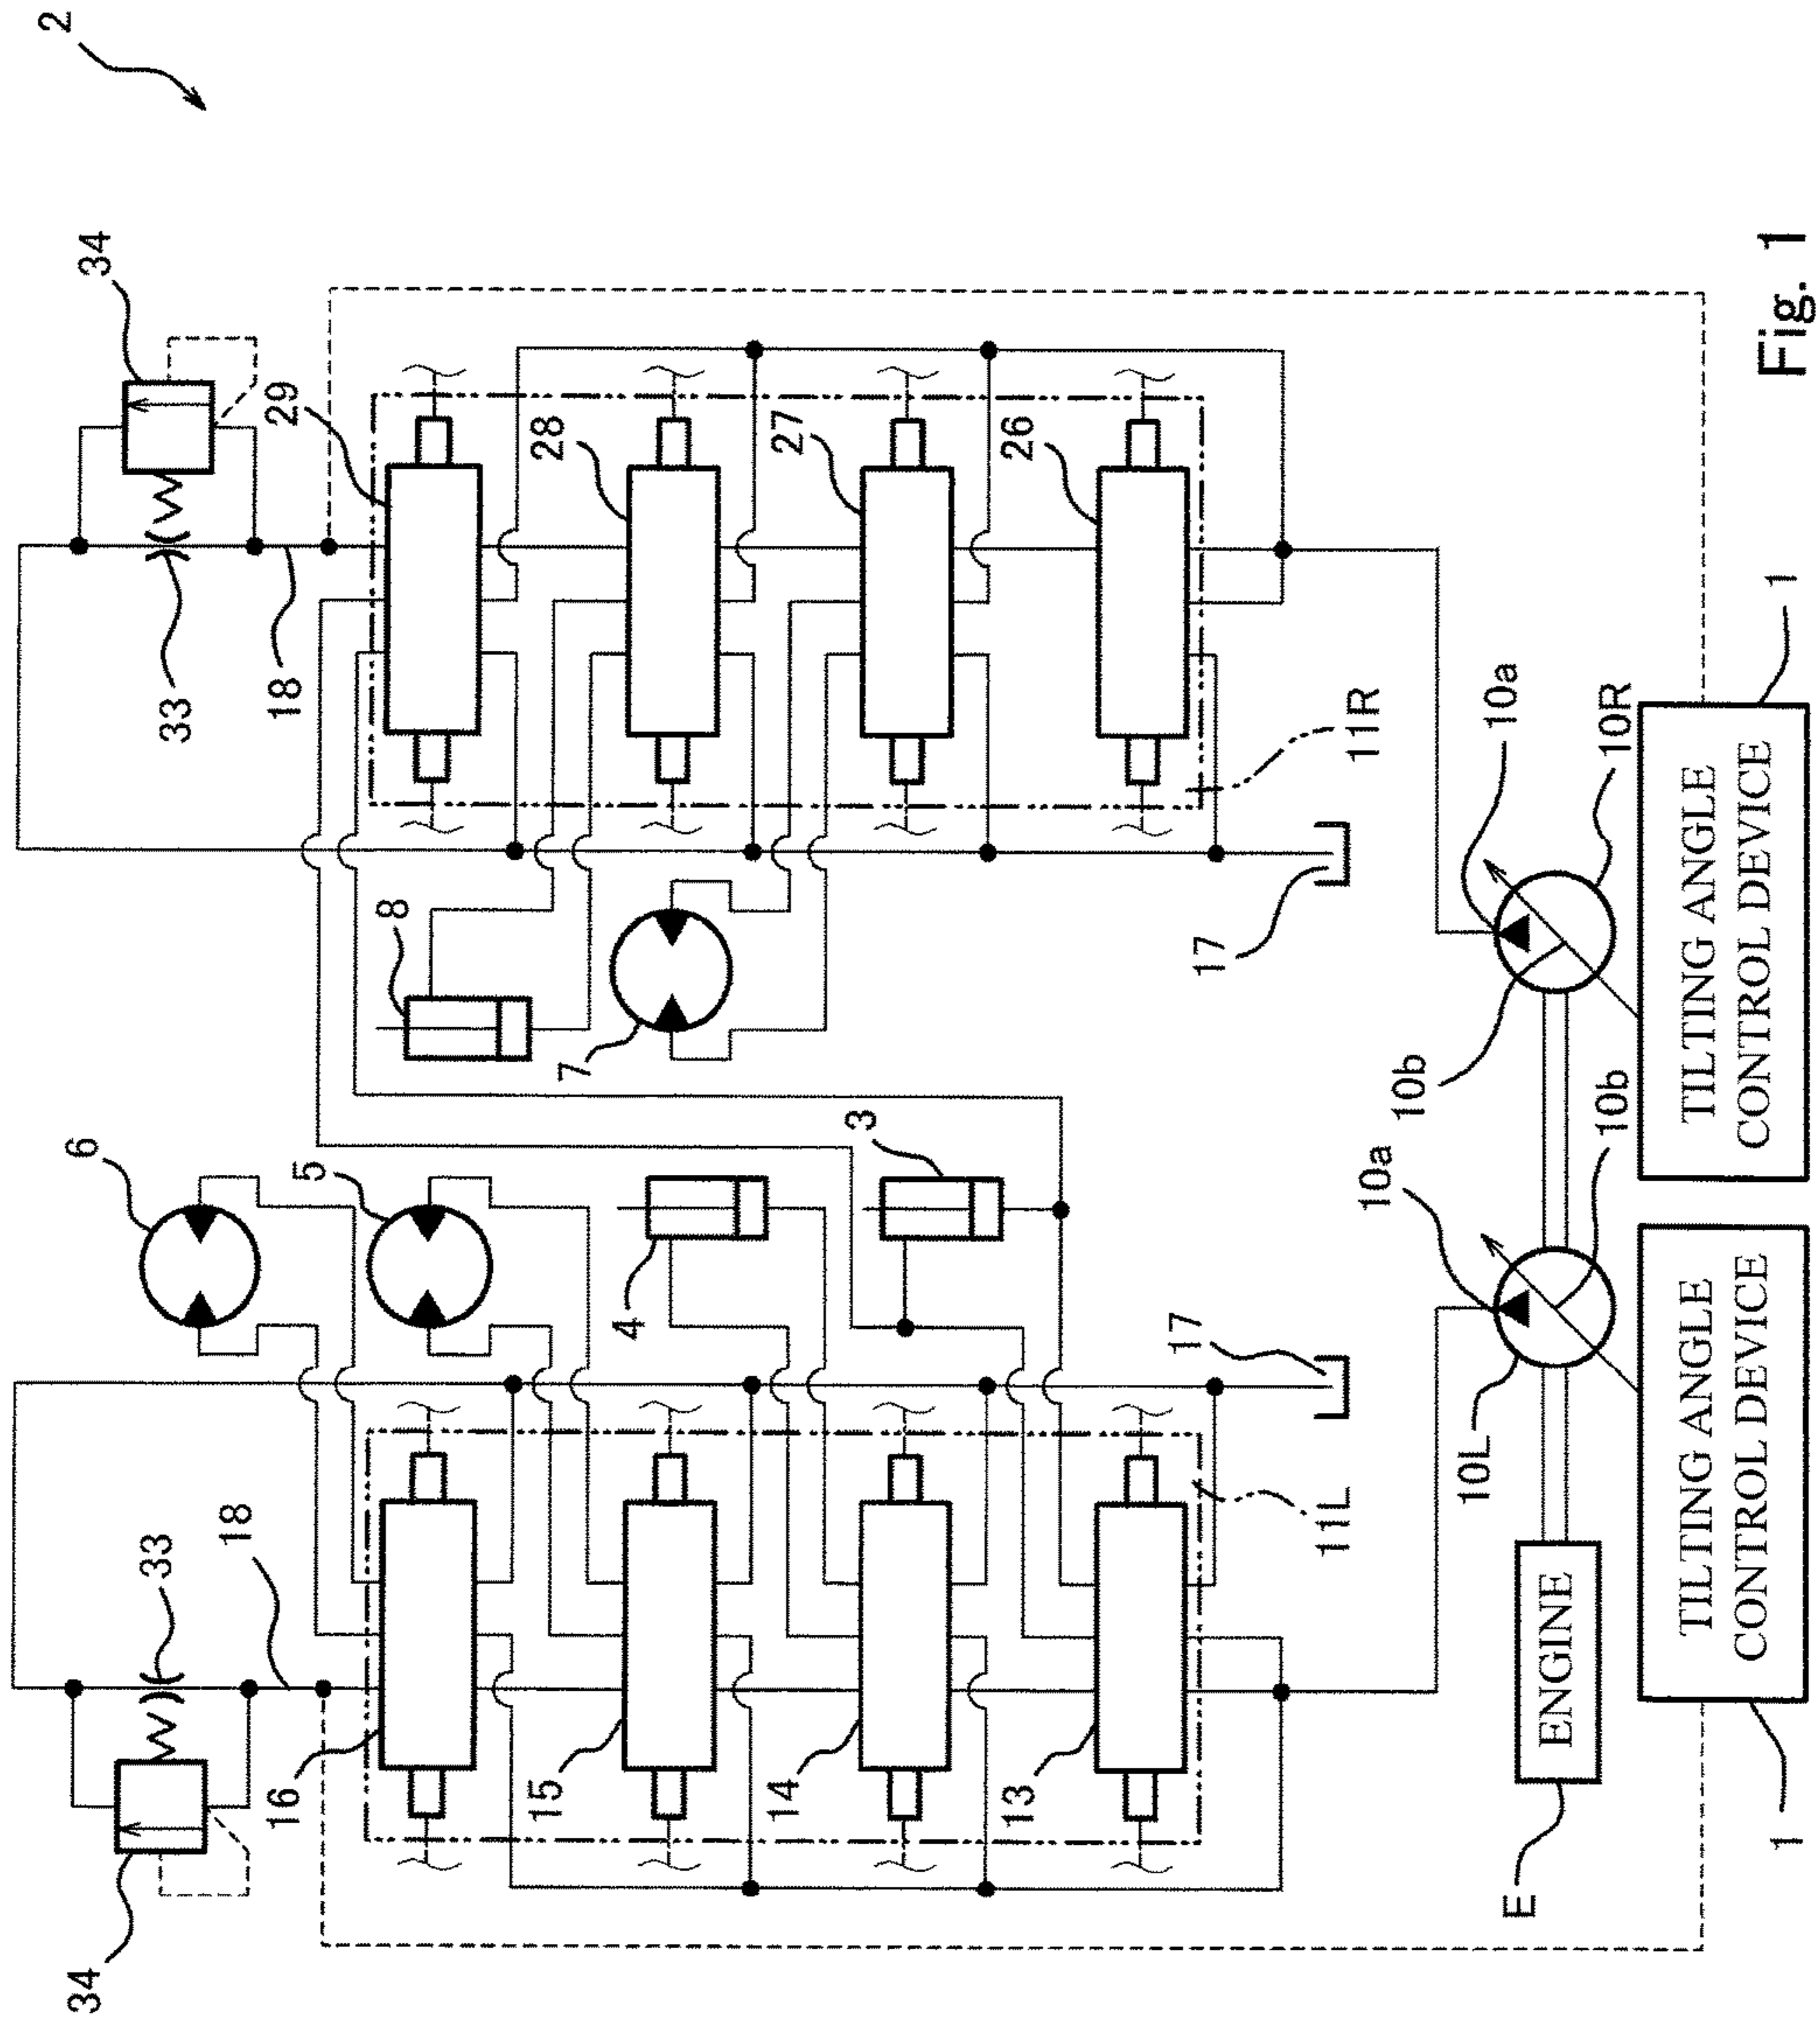 2
34
6
34
33
33
18
18
16
5
29
8
15
7
28
4
14
27
3
13
26
17
17
11L
11R
10a
10b
10L
10a
E
ENGINE
10b
10R
TILTING ANGLE
CONTROL DEVICE
TILTING ANGLE
CONTROL DEVICE
1
1
Fig. 1